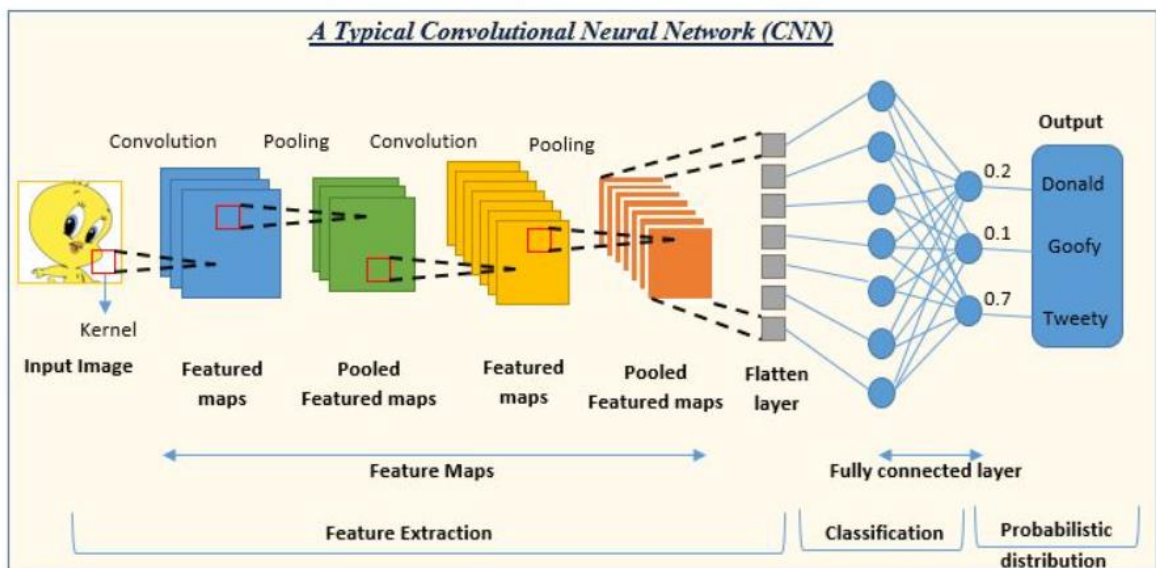 A Typical Convolutional Neural Network (CNN)
Convolution
Pooling
Convolution
Pooling
Output
0.2
Donald
0.1
Goofy
0.7
Tweety
Kernel
Input Image
Featured
maps
Pooled
Featured maps
Featured
maps
Pooled
Featured maps
Flatten
layer
Feature Maps
Fully connected layer
Feature Extraction
Classification
Probabilistic
distribution